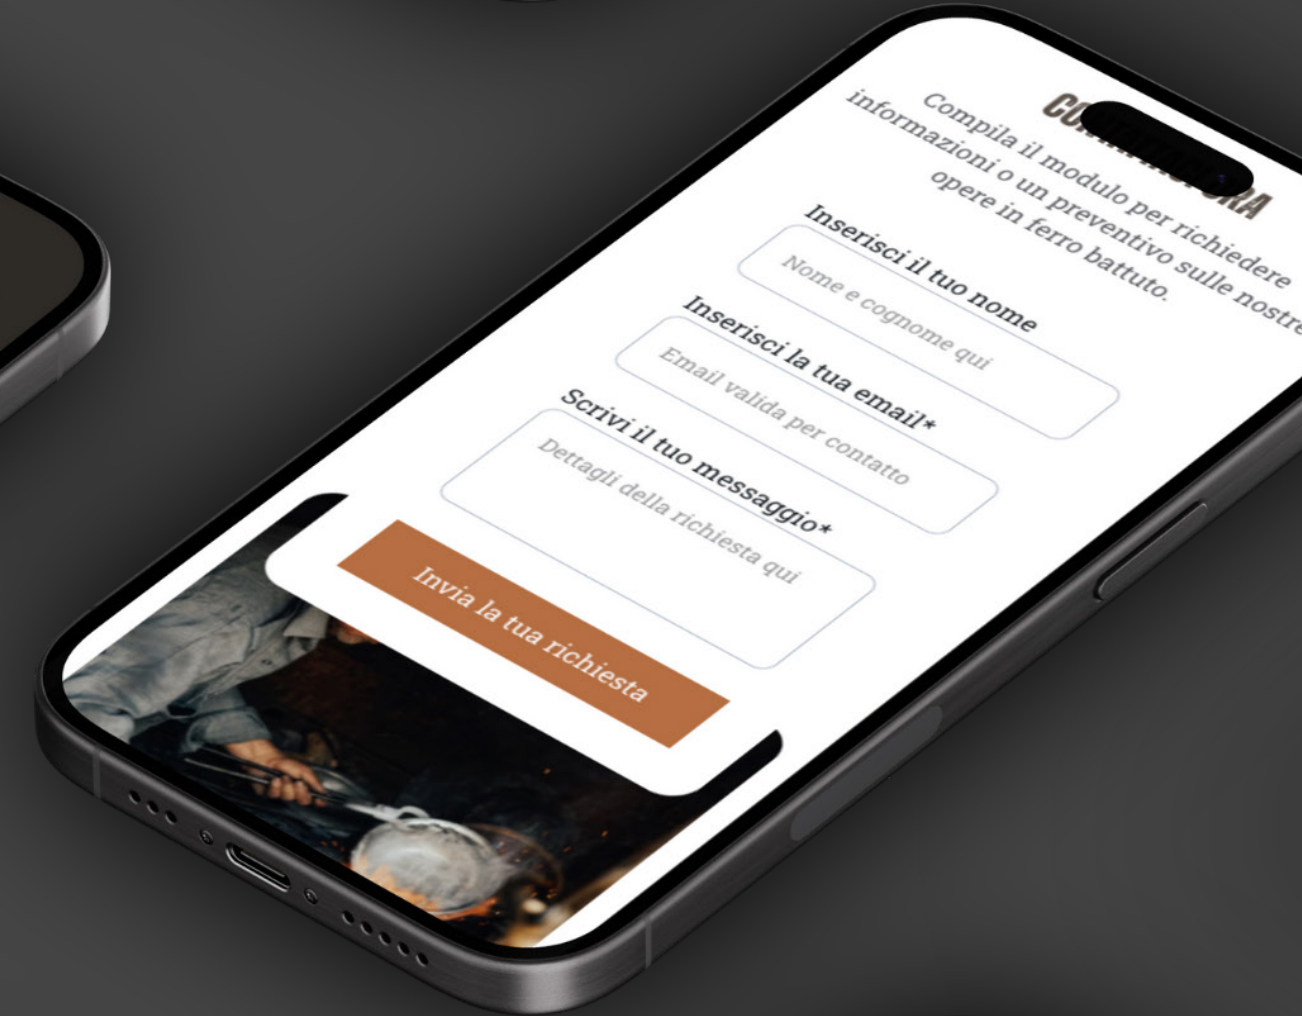 Compila il modulo per richiedere
informazioni o un preventivo sulle nostre
opere in ferro battuto.
Inserisci il tuo nome
Nome e cognome qui
Inserisci la tua email*
Email valida per contatto
Scrivi il tuo messaggio*
Dettagli della richiesta qui
Invia la tua richiesta